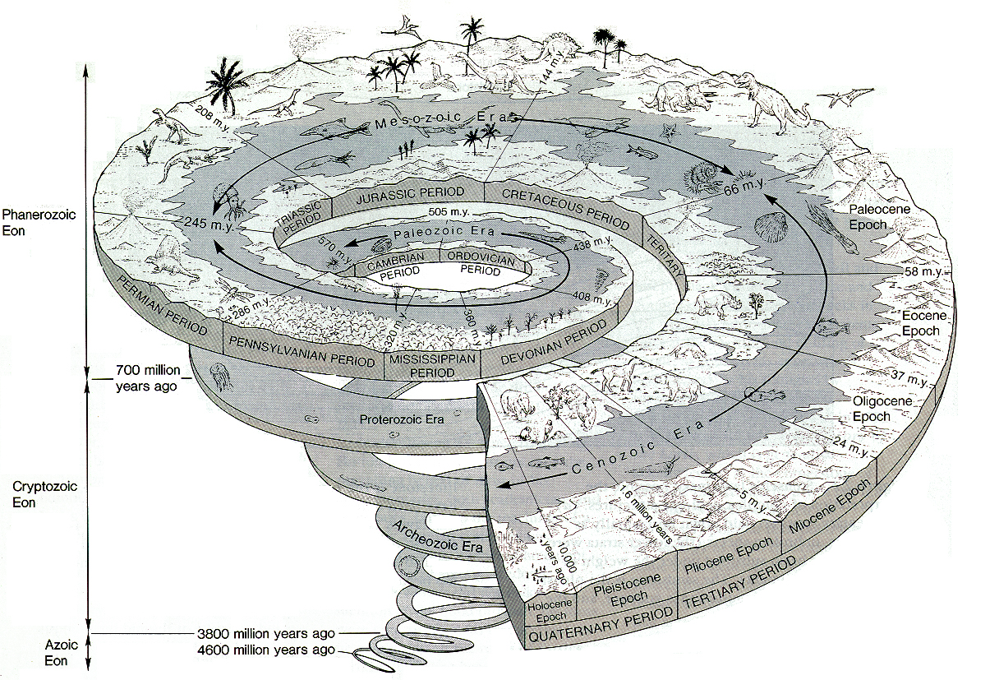 144 m.y.
208 m.y.
Mesozoic Era
66 m.y.
Phanerozoic
Eon
245 m.y.
TRIASSIC
PERIOD
JURASSIC PERIOD
CRETACEOUS PERIOD
TERTIARY
Paleocene
Epoch
505 m.y.
570 m.y.
Paleozoic Era
438 m.y.
CAMBRIAN
PERIOD
ORDOVICIAN
PERIOD
58 m.y.
408 m.y.
286 m.y.
320 m.y.
360 m.y.
PERMIAN PERIOD
PENNSYLVANIAN PERIOD
MISSISSIPPIAN
PERIOD
DEVONIAN PERIOD
Eocene
Epoch
37 m.y.
700 million
years ago
Oligocene
Epoch
Proterozoic Era
24 m.y.
Cenozoic Era
Cryptozoic
Eon
1.6 million years
5 m.y.
Archeozoic Era
10,000
years ago
Miocene Epoch
Pliocene Epoch
Pleistocene
Epoch
Holocene
Epoch
TERTIARY PERIOD
QUATERNARY PERIOD
3800 million years ago
Azoic
Eon
4600 million years ago